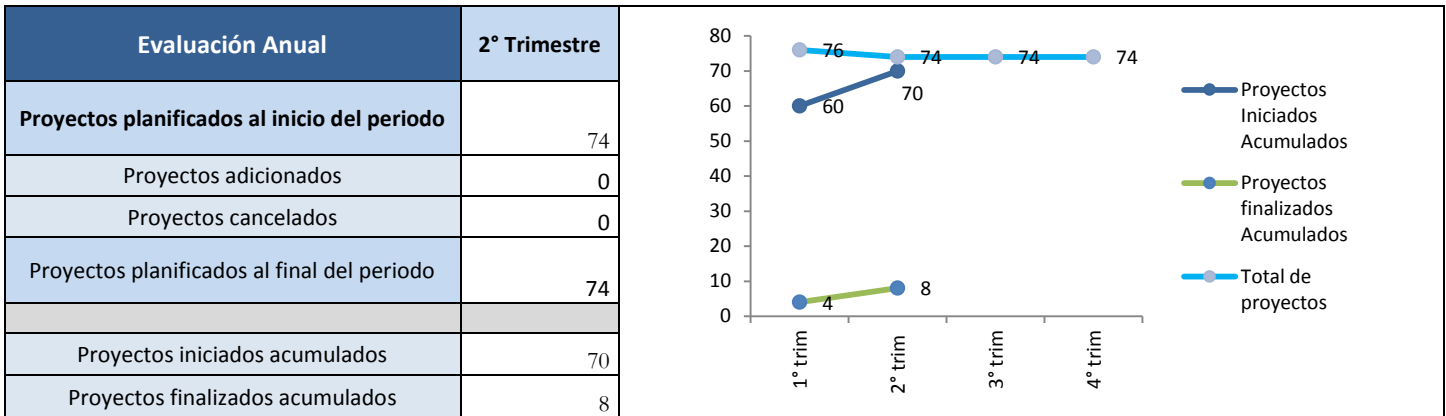 Evaluación Anual 2° Trimestre
Proyectos planificados al inicio del periodo 74
Proyectos adicionados 0
Proyectos cancelados 0
Proyectos planificados al final del periodo 74
Proyectos iniciados acumulados 70
Proyectos finalizados acumulados 8
80
70
60
50
40
30
20
10
0
76 74 74 74
60 70
4 8
1° trim 2° trim 3° trim 4° trim
Proyectos
Iniciados
Acumulados
Proyectos
finalizados
Acumulados
Total de
proyectos